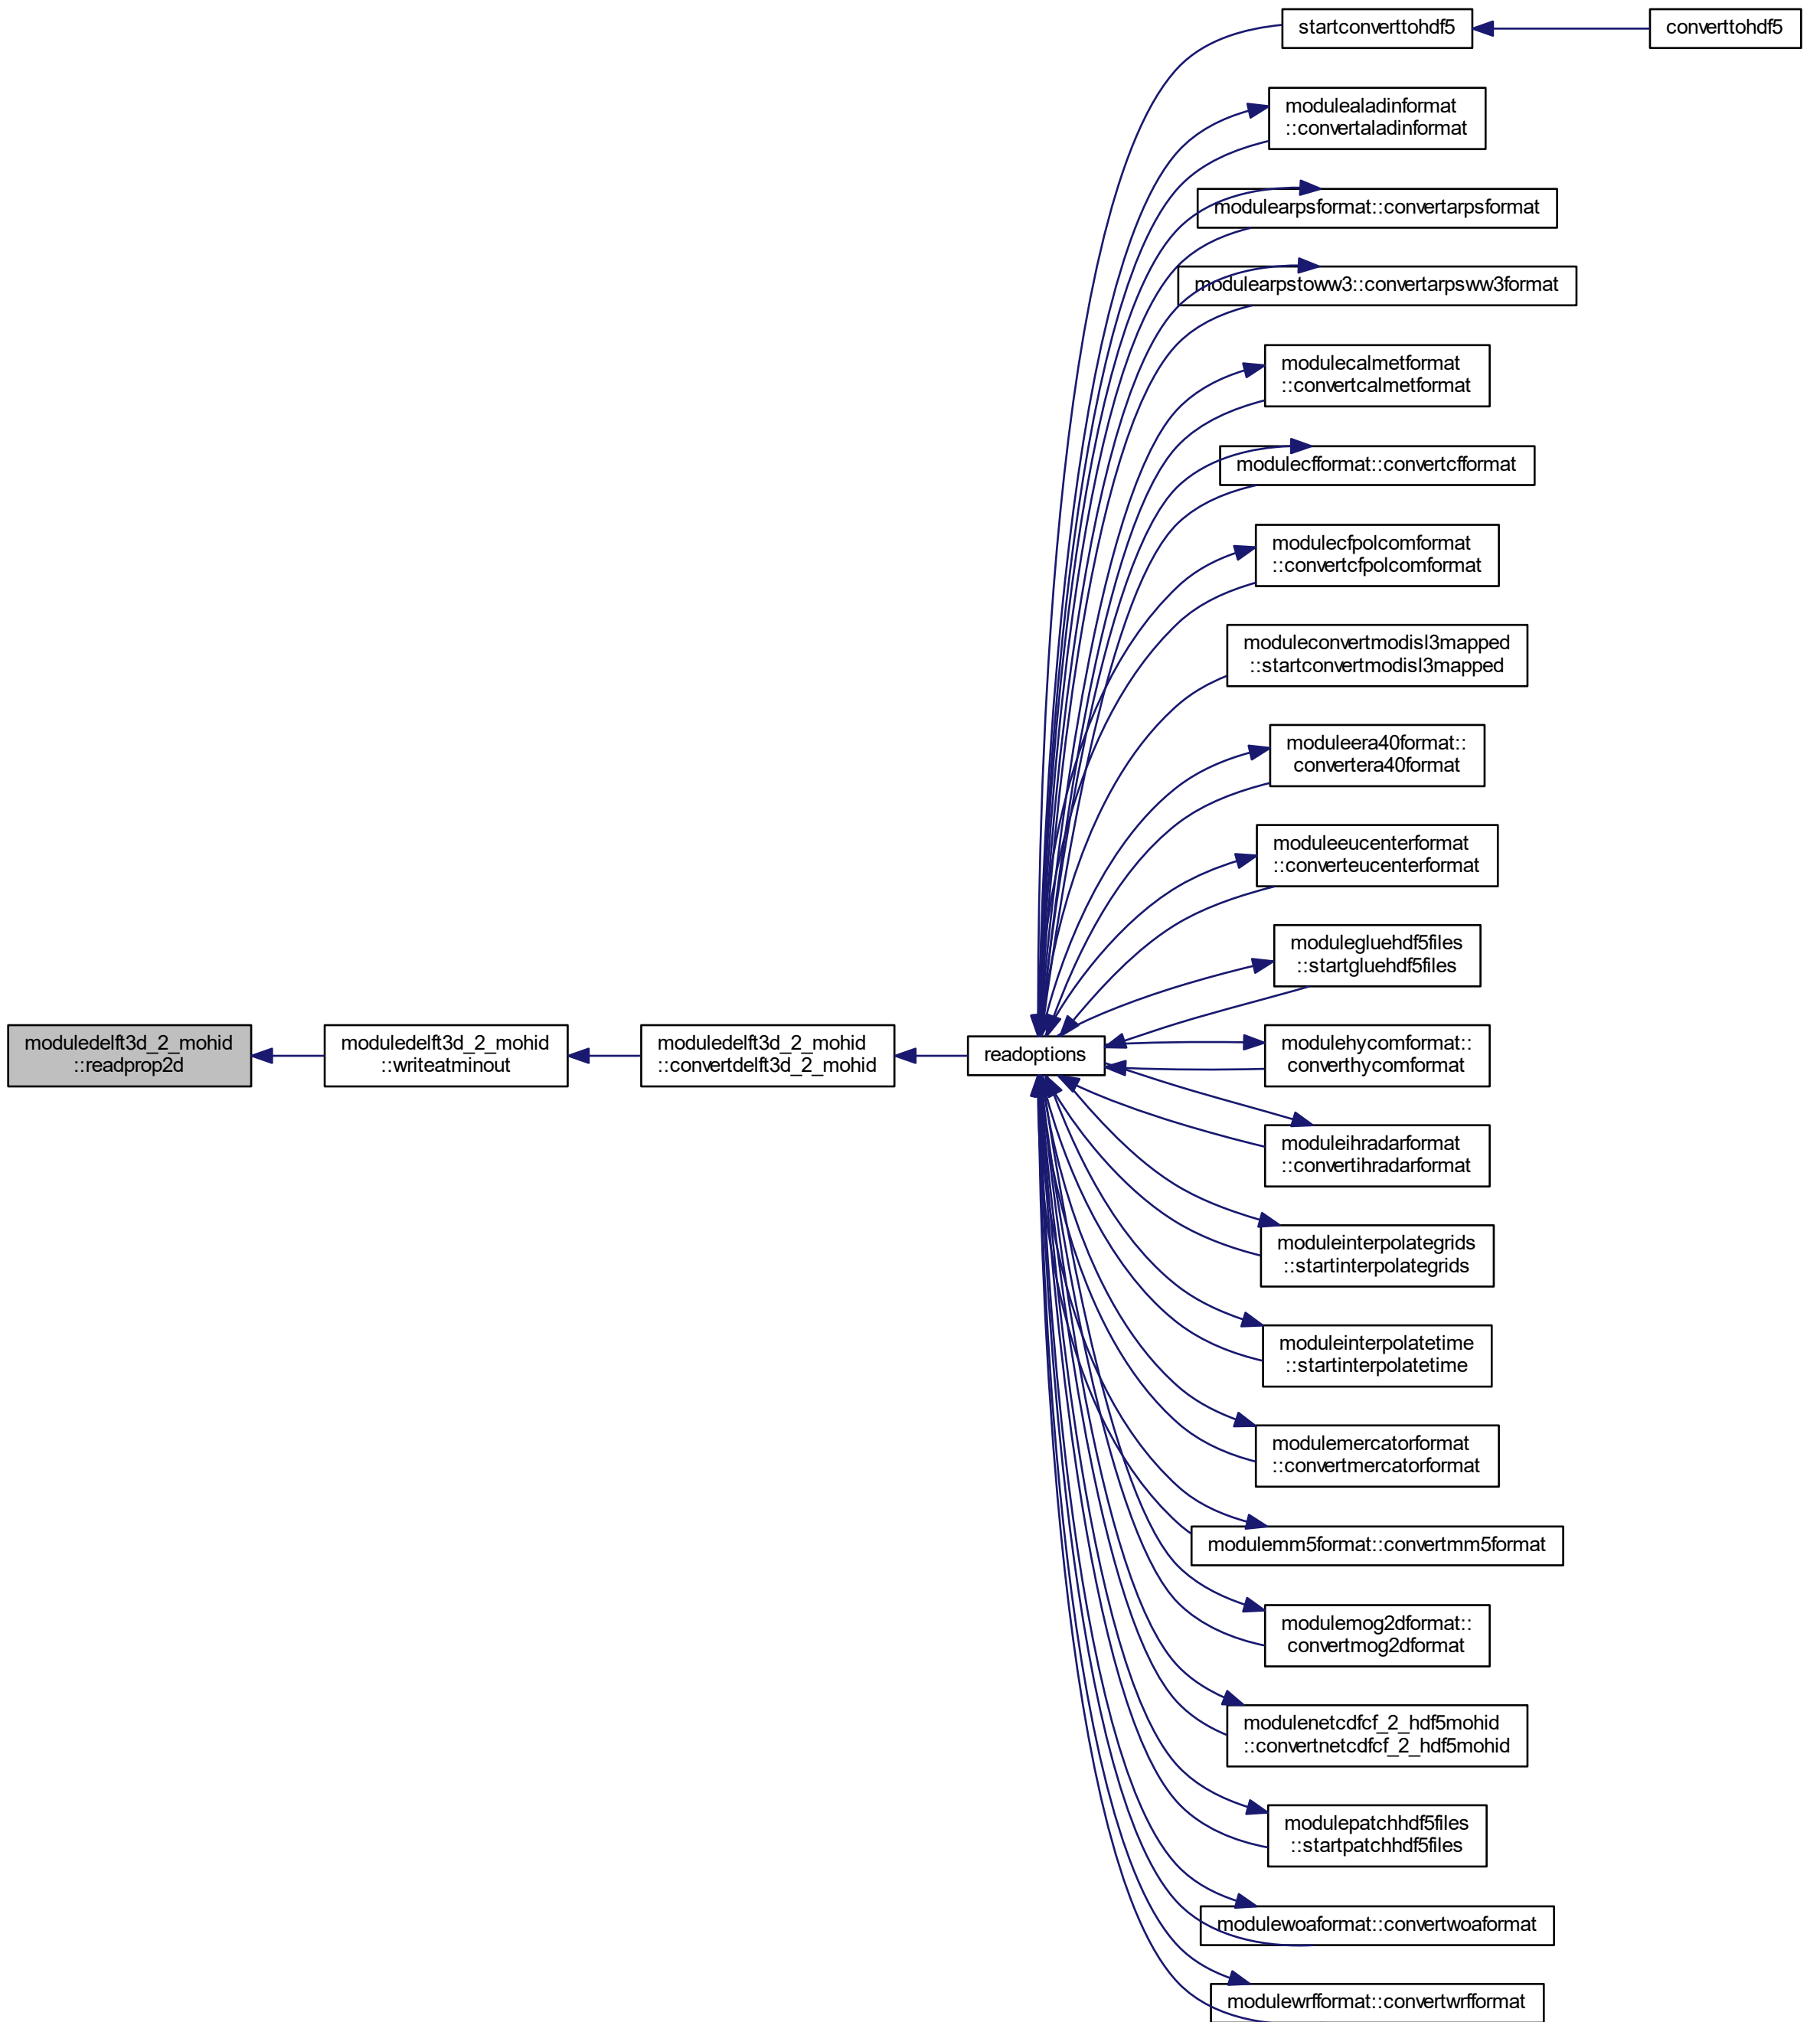 startconverttohdf5
converttohdf5
modulealadinformat
::convertaladinformat
modulearpsformat::convertarpsformat
modulearpstoww3::convertarpsww3format
modulecalmetformat
::convertcalmetformat
modulecfformat::convertcfformat
modulecfpolcomformat
::convertcfpolcomformat
moduleconvertmodisl3mapped
::startconvertmodisl3mapped
moduleera40format::
convertera40format
moduleeucenterformat
::converteucenterformat
modulegluehdf5files
::startgluehdf5files
moduledelft3d_2_mohid
::readprop2d
moduledelft3d_2_mohid
::writeatminout
moduledelft3d_2_mohid
::convertdelft3d_2_mohid
readoptions
modulehycomformat::
converthycomformat
moduleihradarformat
::convertihradarformat
moduleinterpolategrids
::startinterpolategrids
moduleinterpolatetime
::startinterpolatetime
modulemercatorformat
::convertmercatorformat
modulemm5format::convertmm5format
modulemog2dformat::
convertmog2dformat
modulenetcdfcf_2_hdf5mohid
::convertnetcdfcf_2_hdf5mohid
modulepatchhdf5files
::startpatchhdf5files
modulewoaformat::convertwoaformat
modulewrfformat::convertwrfformat